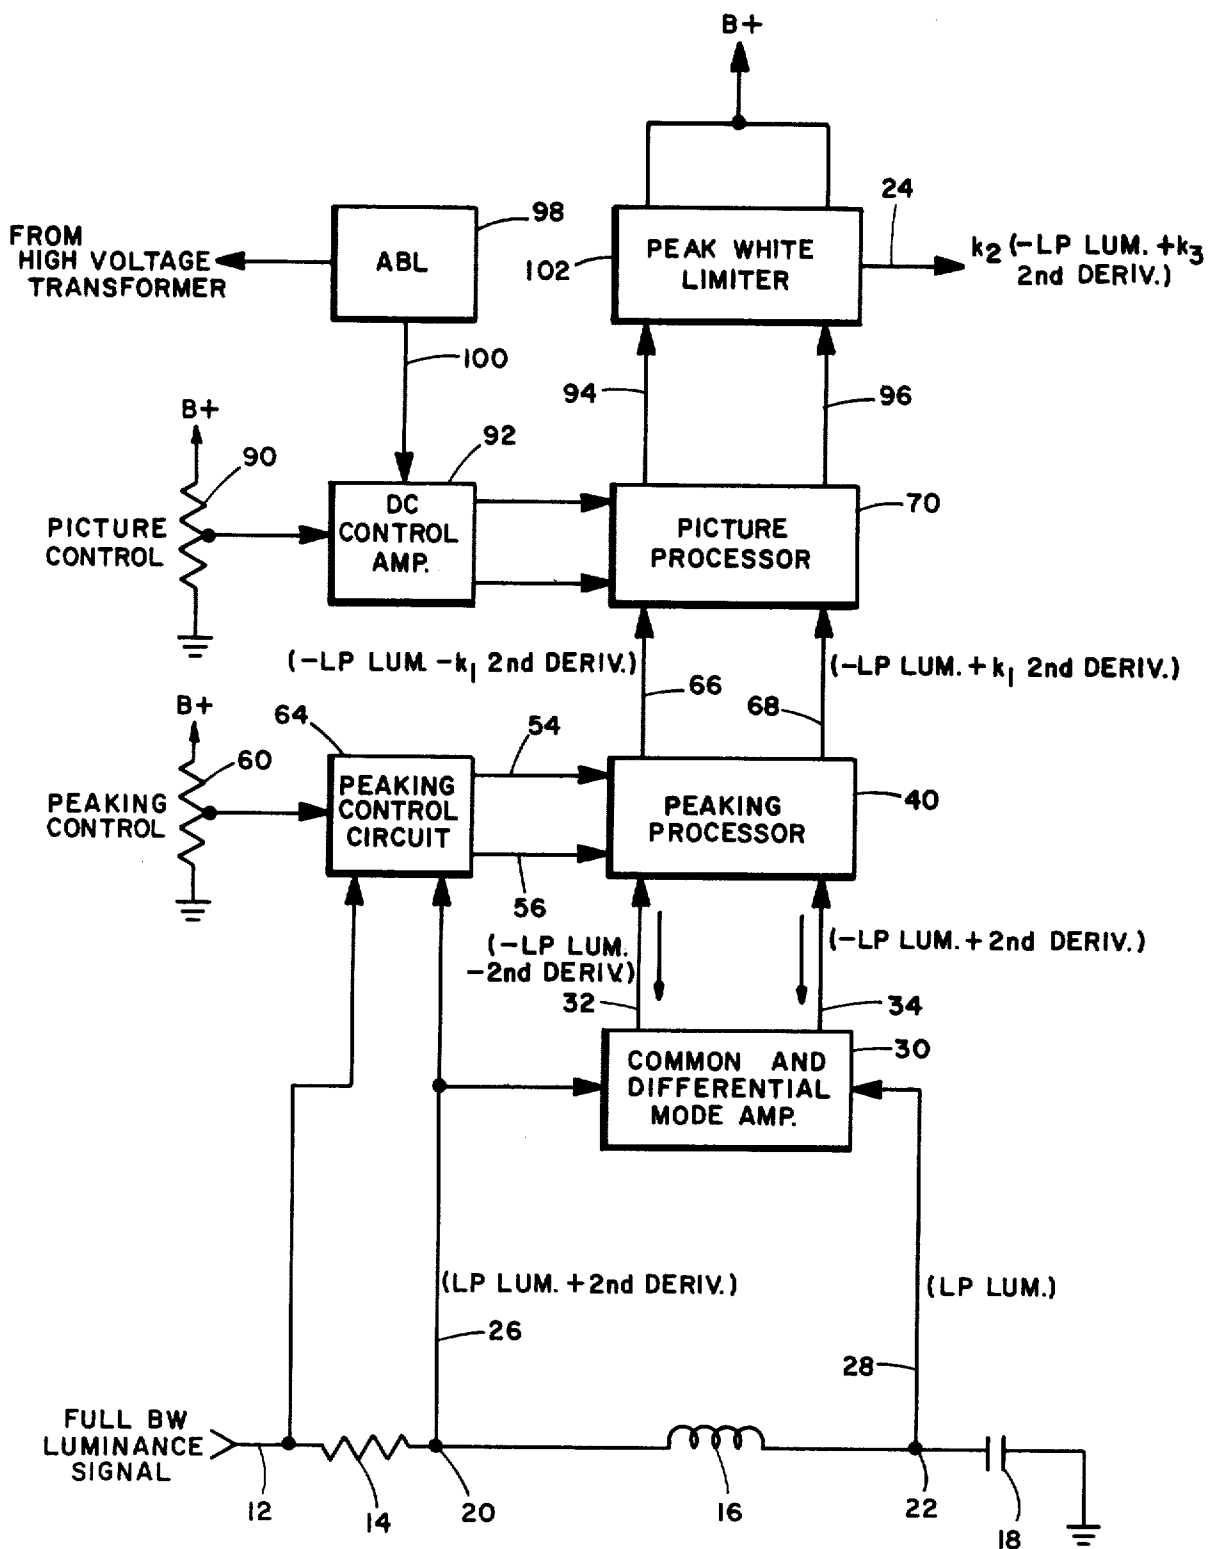 B+
24
98
FROM
HIGH VOLTAGE
TRANSFORMER
ABL
102
PEAK WHITE
LIMITER
k2 (-LP LUM. +k3
2nd DERIV.)
100
94
96
B+
90
92
PICTURE
CONTROL
DC
CONTROL
AMP.
PICTURE
PROCESSOR
70
(-LP LUM. -k1 2nd DERIV.)
(-LP LUM. + k1 2nd DERIV.)
66
68
B+
64
54
60
PEAKING
CONTROL
PEAKING
CONTROL
CIRCUIT
PEAKING
PROCESSOR
40
56
(-LP LUM.
-2nd DERIV.)
(-LP LUM. + 2nd DERIV.)
32
34
30
COMMON AND
DIFFERENTIAL
MODE AMP.
(LP LUM. + 2nd DERIV.)
(LP LUM.)
26
28
FULL BW
LUMINANCE
SIGNAL
12
14
20
16
22
18